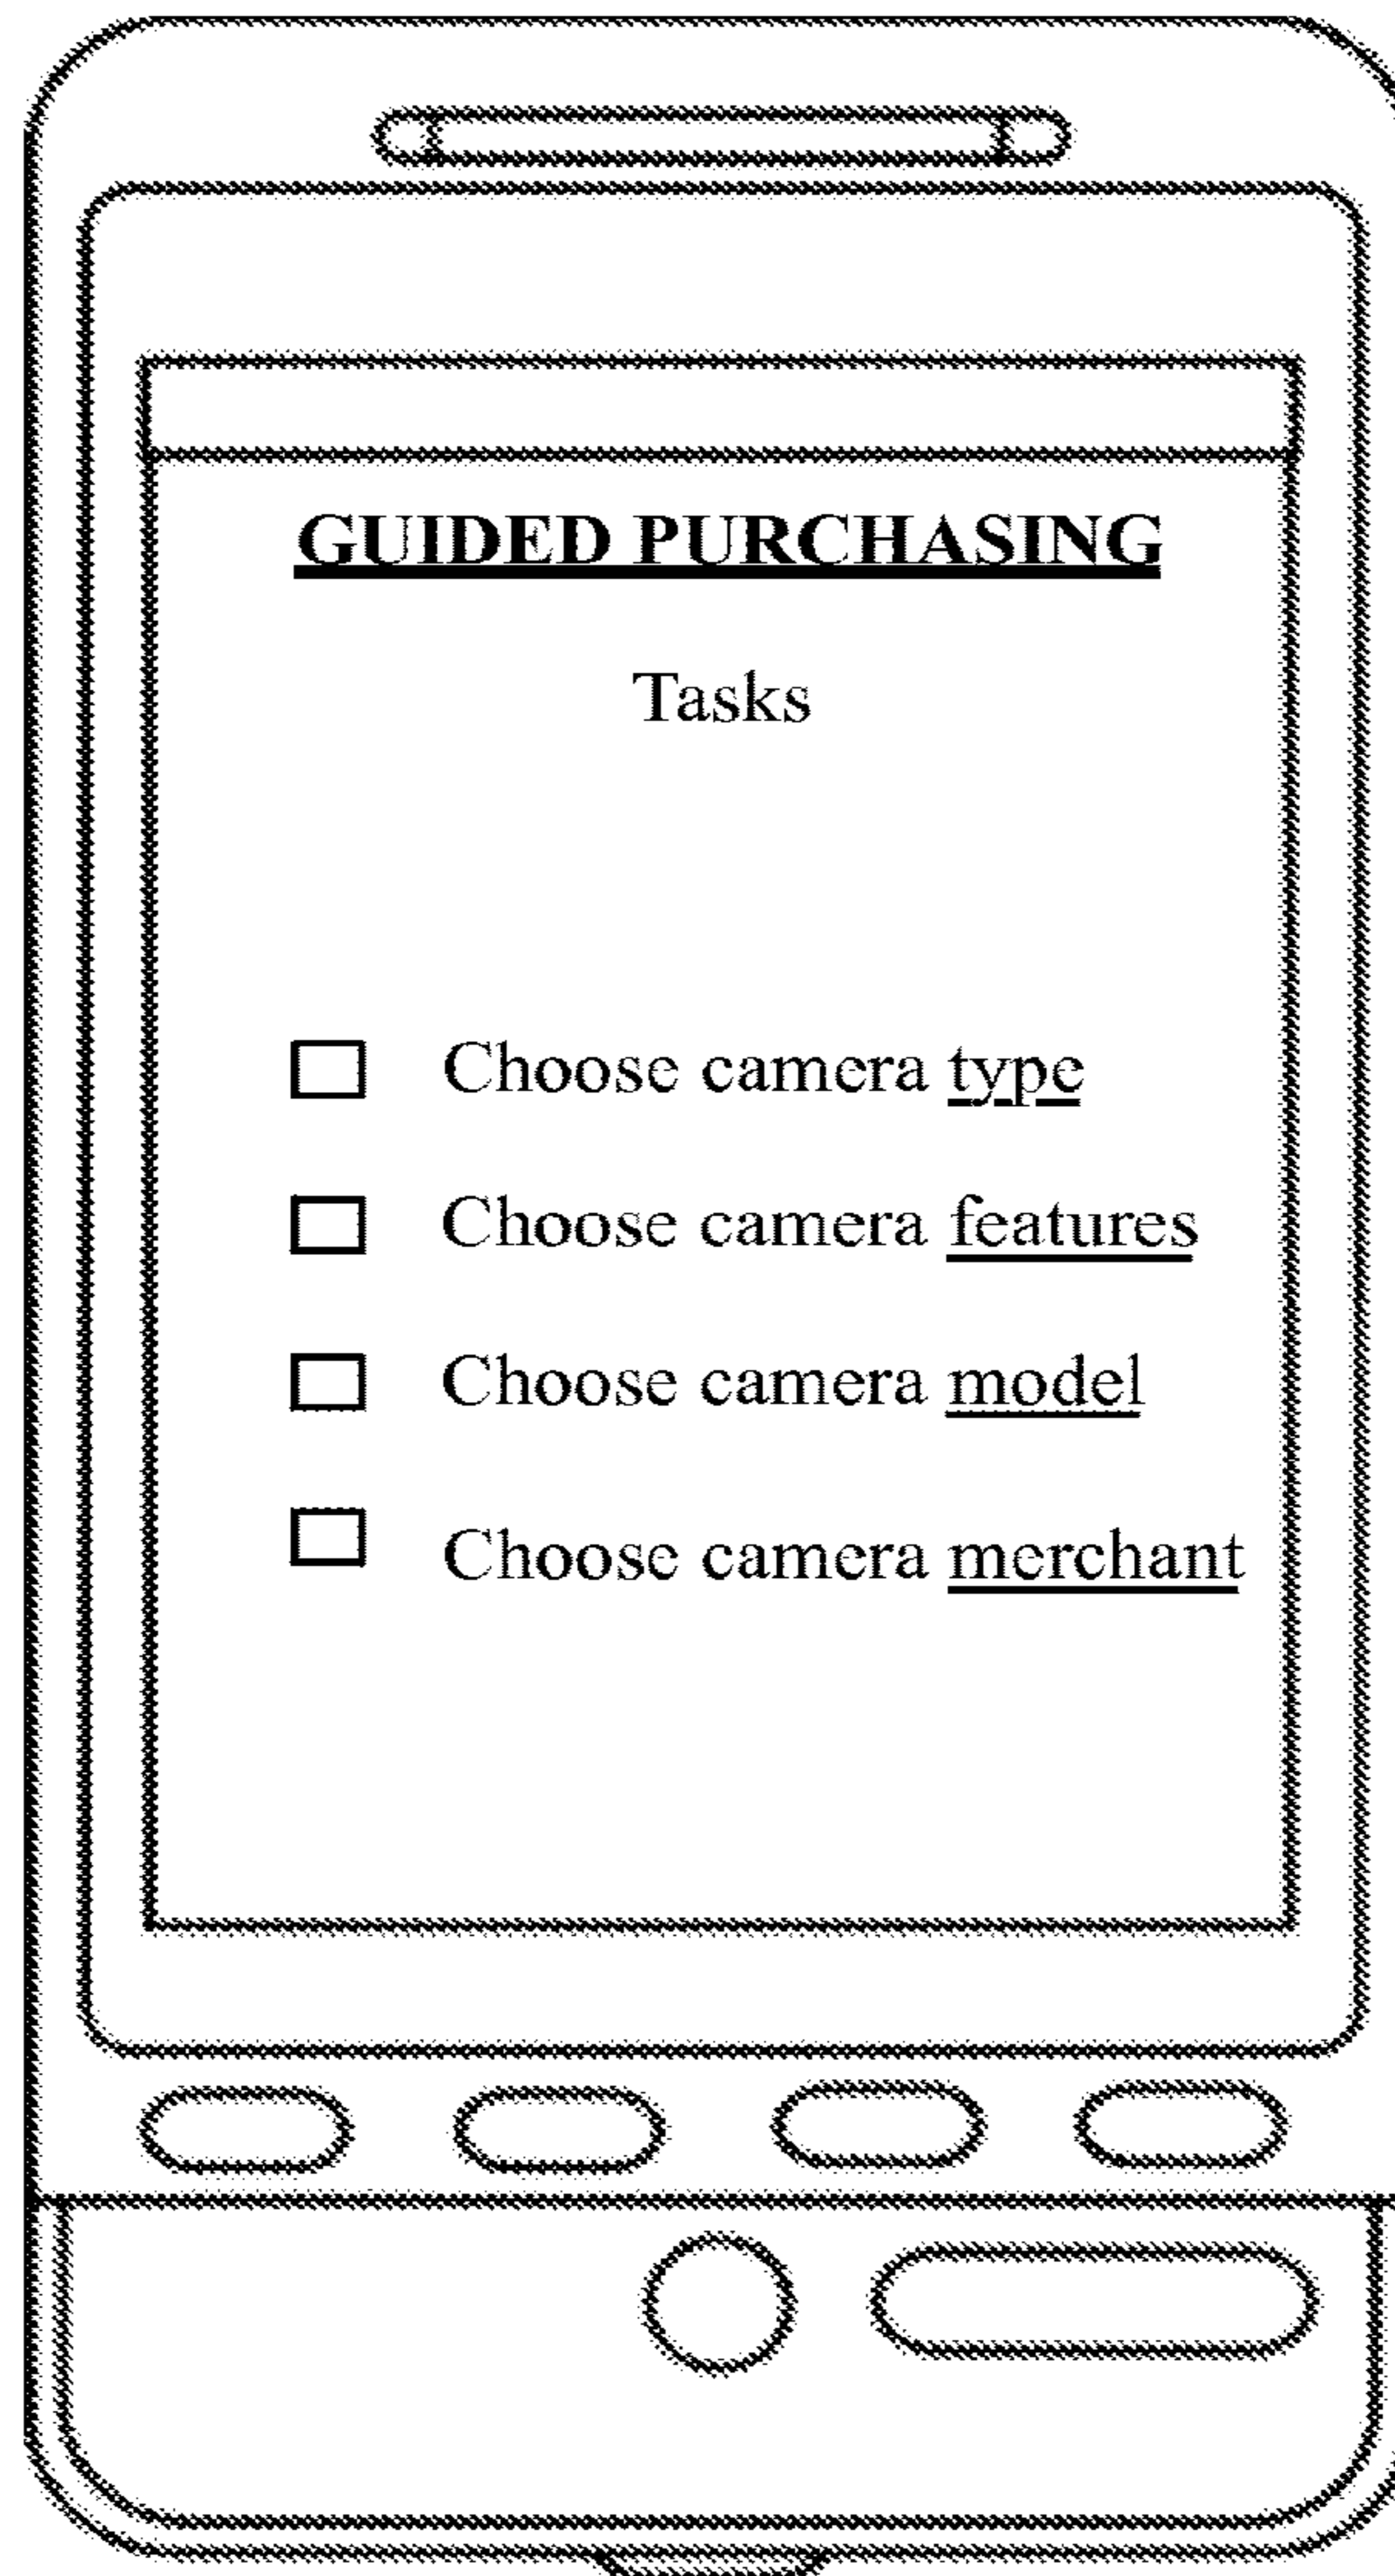 GUIDED PURCHASING
Tasks
Choose camera type
Choose camera features
Choose camera model
Choose camera merchant